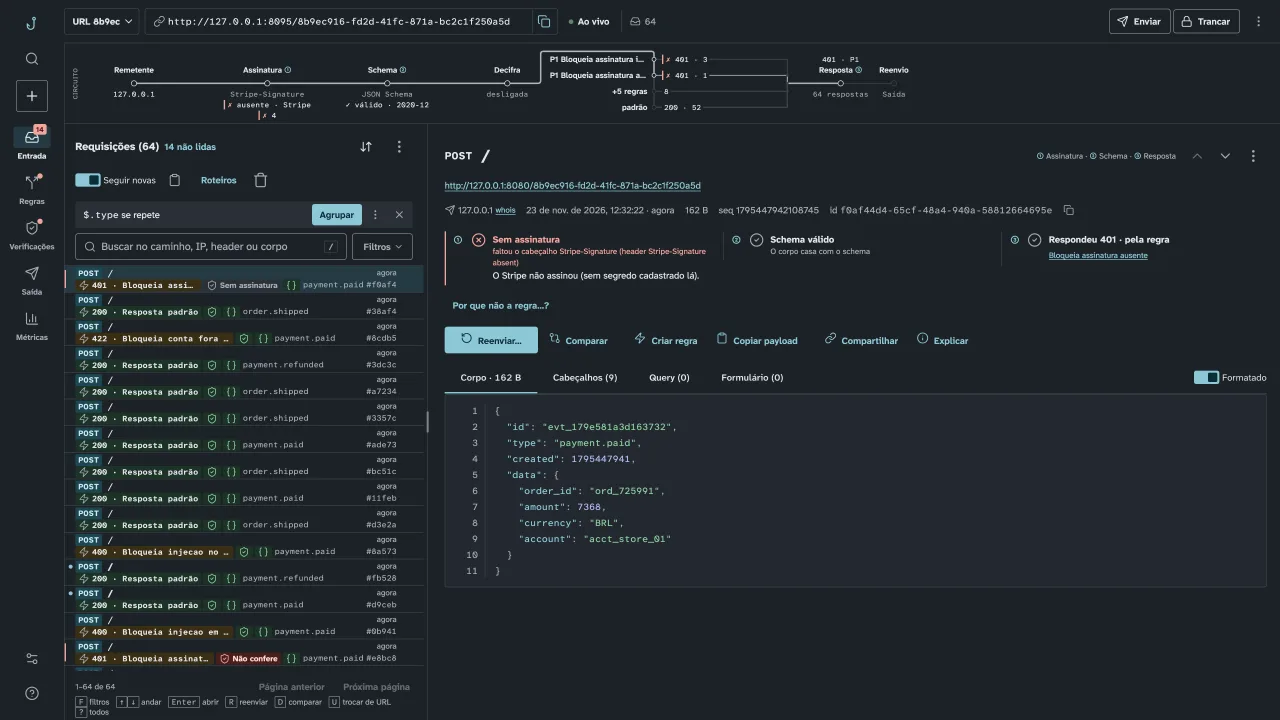 URL 8b9ec
http://127.0.0.1:8095/8b9ec916-fd2d-41fc-871a-bc2c1f250a5d
Ao vivo
64
Enviar
Trancar
CIRCUITO
Remetente
127.0.0.1
Assinatura
Stripe-Signature
✗ ausente · Stripe
✗ 4
Schema
JSON Schema
✓ válido · 2020-12
Decifra
desligada
P1 Bloqueia assinatura i…
✗ 401 · 3
P1 Bloqueia assinatura a…
✗ 401 · 1
+5 regras
8
padrão
200 · 52
401 · P1
Resposta
64 respostas
Reenvio
Saída
14
Entrada
Regras
Verificações
Saída
Métricas
Requisições (64) 14 não lidas
Seguir novas
Roteiros
$.type se repete
Agrupar
Buscar no caminho, IP, header ou corpo /
Filtros
POST / agora
401 · Bloqueia assi… Sem assinatura {} payment.paid #f0af4
POST / agora
200 · Resposta padrão {} order.shipped #38af4
POST / agora
422 · Bloqueia conta fora … {} payment.paid #8cdb5
POST / agora
200 · Resposta padrão {} payment.refunded #3dc3c
POST / agora
200 · Resposta padrão {} order.shipped #a7234
POST / agora
200 · Resposta padrão {} order.shipped #3357c
POST / agora
200 · Resposta padrão {} payment.paid #ade73
POST / agora
200 · Resposta padrão {} order.shipped #bc51c
POST / agora
200 · Resposta padrão {} payment.paid #11feb
POST / agora
200 · Resposta padrão {} order.shipped #d3e2a
POST / agora
400 · Bloqueia injecao no … {} payment.paid #8a573
POST / agora
200 · Resposta padrão {} payment.refunded #fb528
POST / agora
200 · Resposta padrão {} payment.paid #d9ceb
POST / agora
400 · Bloqueia injecao em … {} payment.paid #0b941
POST / agora
401 · Bloqueia assinat… Não confere {} payment.paid #e8bc8
1–64 de 64
Página anterior
Próxima página
F filtros ↑ ↓ andar Enter abrir R reenviar D comparar U trocar de URL
? todos
POST /
1 Assinatura · 2 Schema · 3 Resposta
http://127.0.0.1:8080/8b9ec916-fd2d-41fc-871a-bc2c1f250a5d
127.0.0.1 whois 23 de nov. de 2026, 12:32:22 · agora 162 B seq 1795447942108745 id f0af44d4-65cf-48a4-940a-58812664695e
1 Sem assinatura
faltou o cabeçalho Stripe-Signature (header Stripe-Signature
absent)
O Stripe não assinou (sem segredo cadastrado lá).
2 Schema válido
O corpo casa com o schema
3 Respondeu 401 · pela regra
Bloqueia assinatura ausente
Por que não a regra…?
Reenviar…
Comparar
Criar regra
Copiar payload
Compartilhar
Explicar
Corpo · 162 B
Cabeçalhos (9)
Query (0)
Formulário (0)
Formatado
1 {
2 "id": "evt_179e581a3d163732",
3 "type": "payment.paid",
4 "created": 1795447941,
5 "data": {
6 "order_id": "ord_725991",
7 "amount": 7368,
8 "currency": "BRL",
9 "account": "acct_store_01"
10 }
11 }